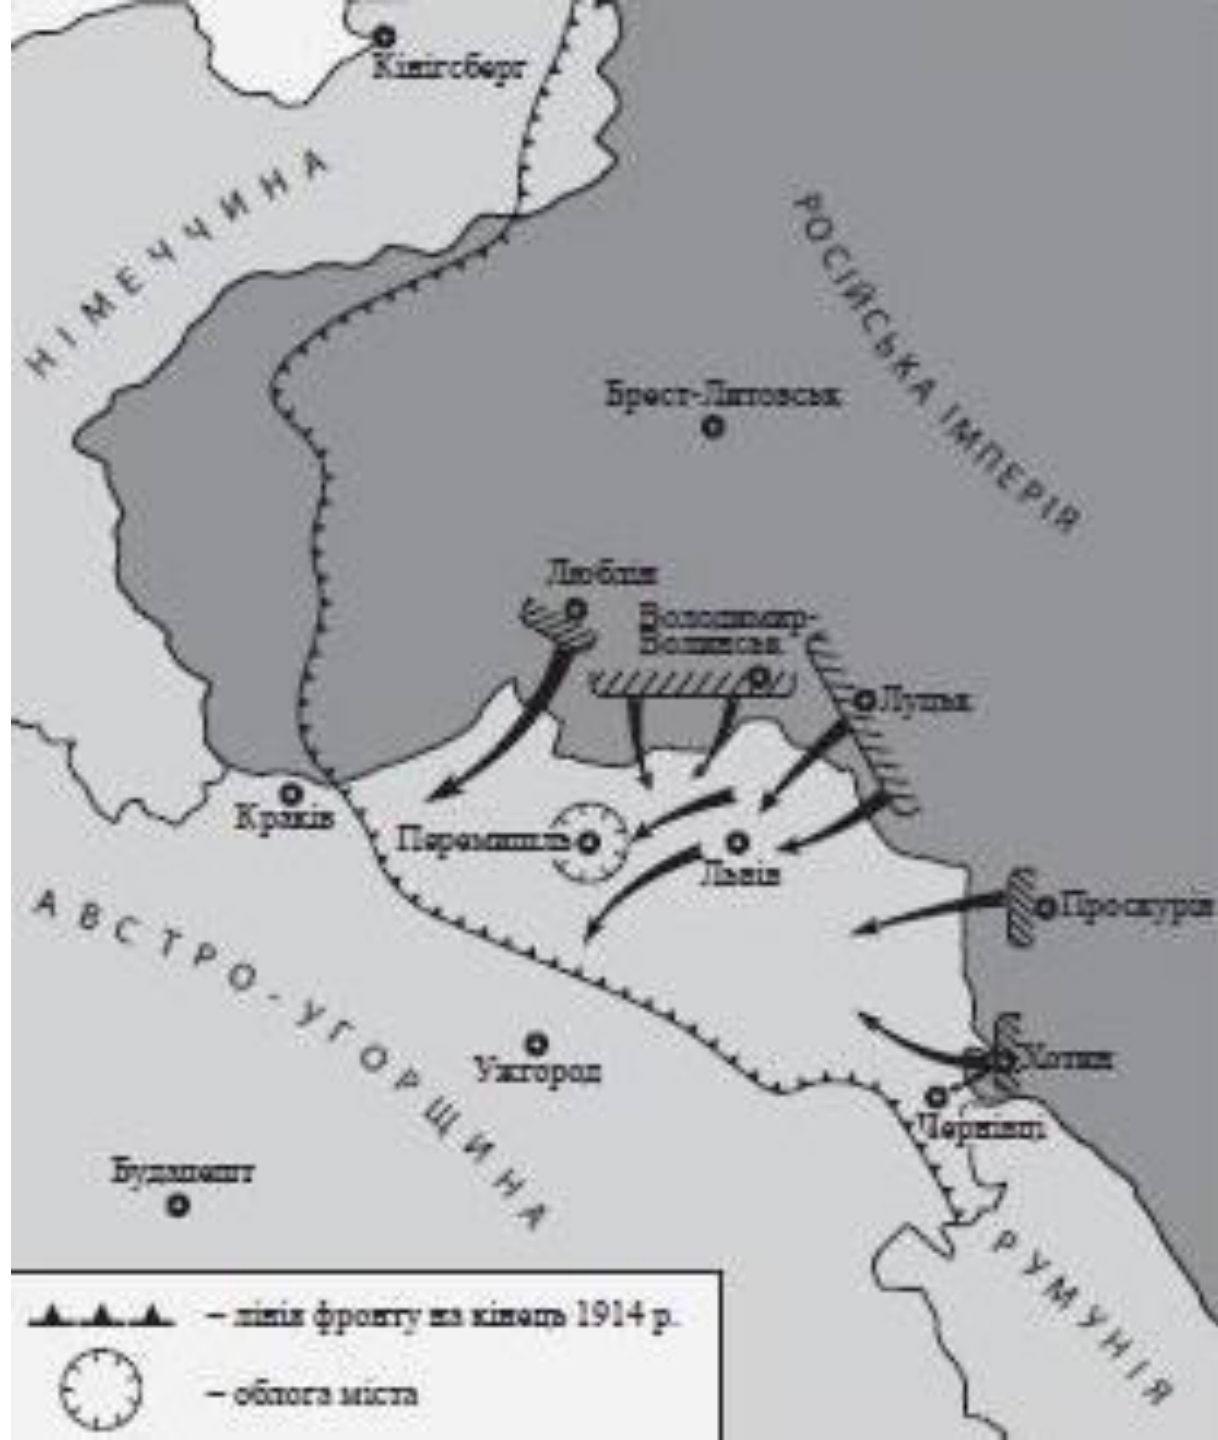 Кінігсберг
НІМЕЧЧИНА
РОСІЙСЬКА ІМПЕРІЯ
Брест-Литовськ
Люблін
Володимир-
Волинськ
Луцьк
Краків
Перемишль
Львів
Проскурів
АВСТРО-УГОРЩИНА
Ужгород
Хотин
Чернівці
Будапешт
РУМУНІЯ
– лінія фронту на кінець 1914 р.
– облога міста